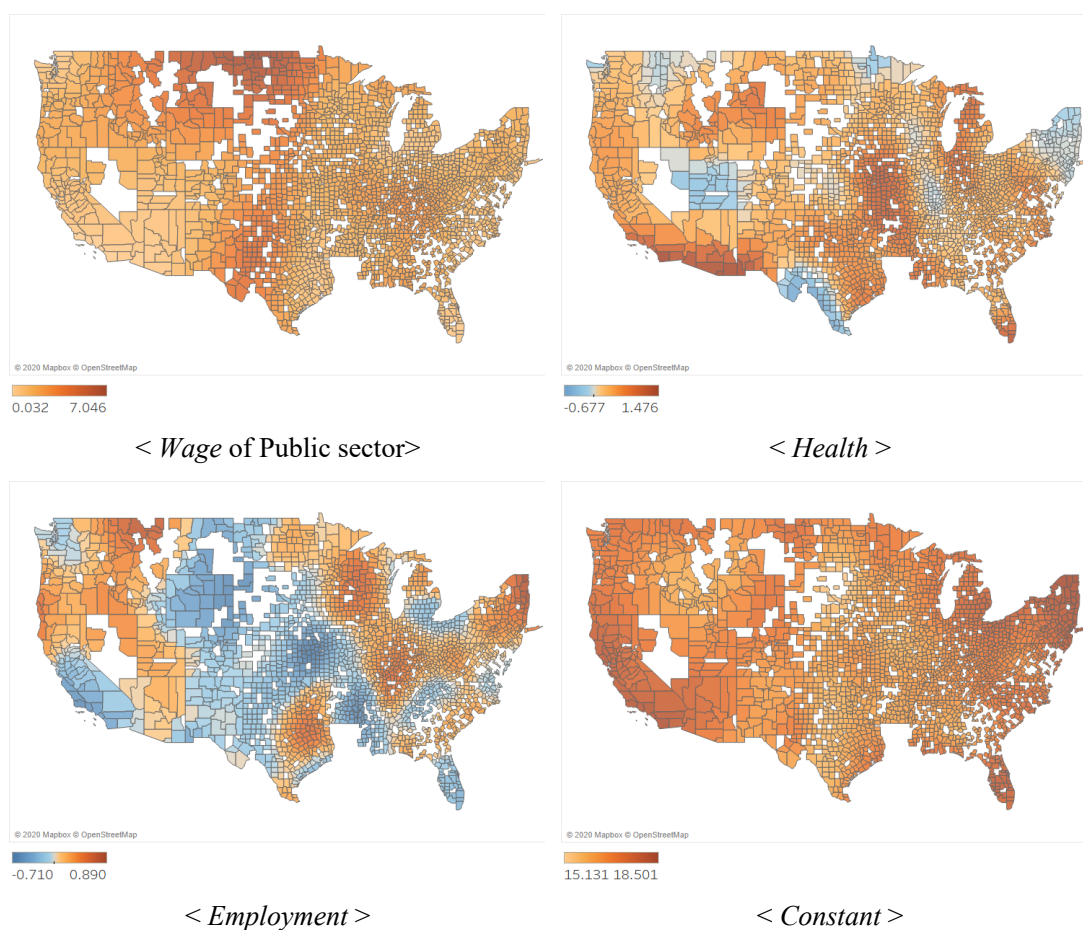 © 2020 Mapbox © OpenStreetMap
© 2020 Mapbox © OpenStreetMap
0.032 7.046
-0.677 1.476
< Wage of Public sector>
< Health >
© 2020 Mapbox © OpenStreetMap
© 2020 Mapbox © OpenStreetMap
-0.710 0.890
15.131 18.501
< Employment >
< Constant >